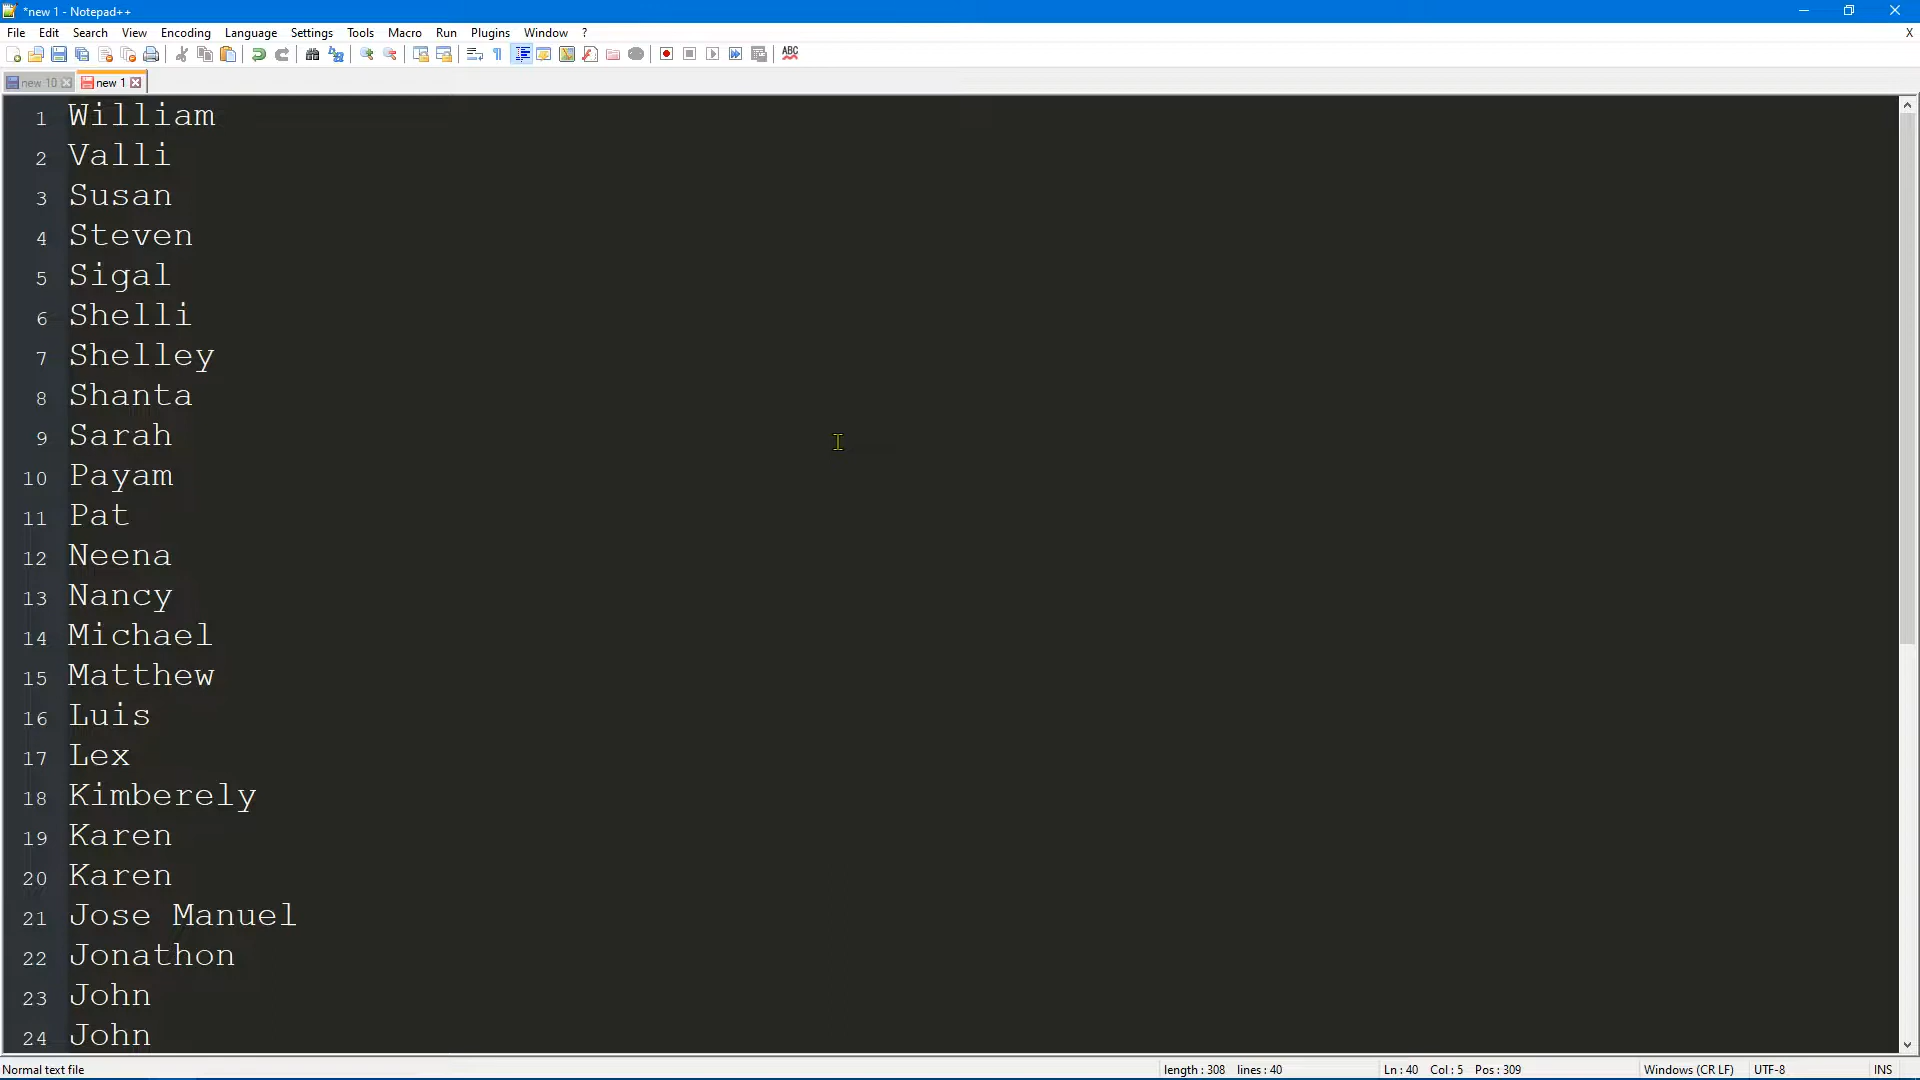 *new 1 - Notepad++
File Edit Search View Encoding Language Settings Tools Macro Run Plugins Window ? X
ABC
new 10 new 1
1 William
2 Valli
3 Susan
4 Steven
5 Sigal
6 Shelli
7 Shelley
8 Shanta
9 Sarah
10 Payam
11 Pat
12 Neena
13 Nancy
14 Michael
15 Matthew
16 Luis
17 Lex
18 Kimberely
19 Karen
20 Karen
21 Jose Manuel
22 Jonathon
23 John
24 John
Normal text file length : 308 lines : 40 Ln : 40 Col : 5 Pos : 309 Windows (CR LF) UTF-8 INS